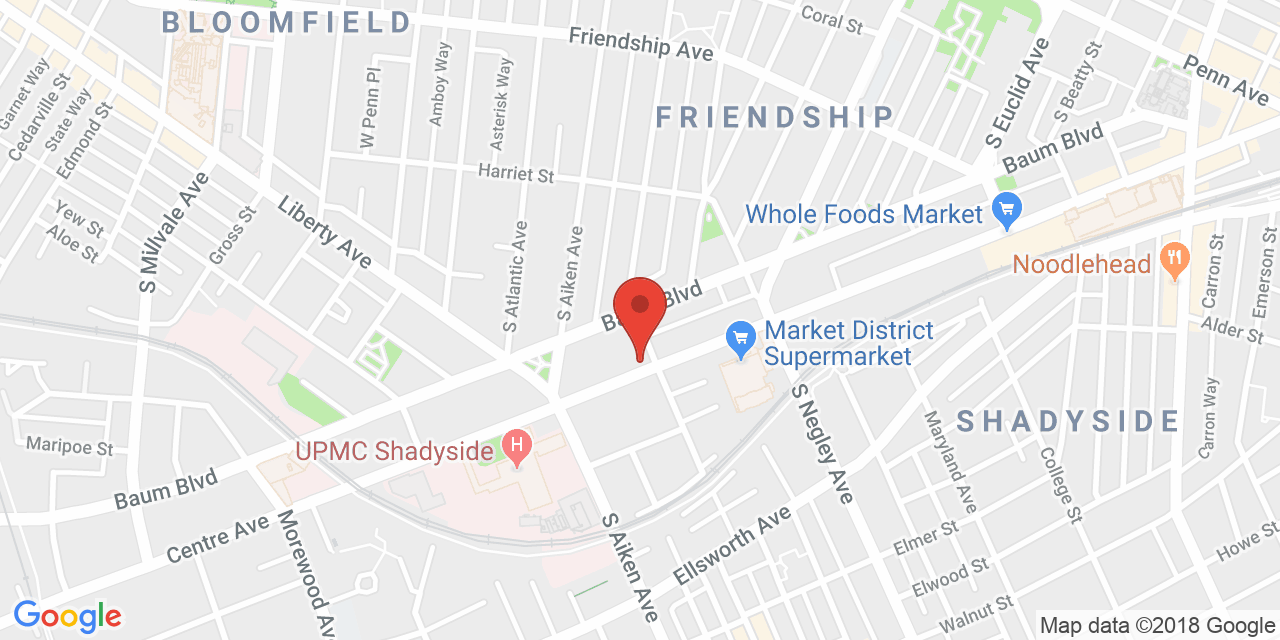 BLOOMFIELD
Friendship Ave
Coral St
Penn Ave
S Euclid Ave
S Beatty St
Baum Blvd
Garnet Way
Cedarville St
State Way
Edmond St
W Penn Pl
Amboy Way
Asterisk Way
FRIENDSHIP
Harriet St
Yew St
Aloe St
S Millvale Ave
Gross St
Liberty Ave
S Atlantic Ave
S Aiken Ave
Whole Foods Market
Noodlehead
Carron St
Emerson St
Alder St
Blvd
Market District
Supermarket
S Negley Ave
SHADYSIDE
Maryland Ave
College St
Carron Way
Maripoe St
UPMC Shadyside
H
Baum Blvd
Centre Ave
Morewood Ave
S Aiken Ave
Ellsworth Ave
Elmer St
Elwood St
Walnut St
Howe St
Google
Map data ©2018 Google